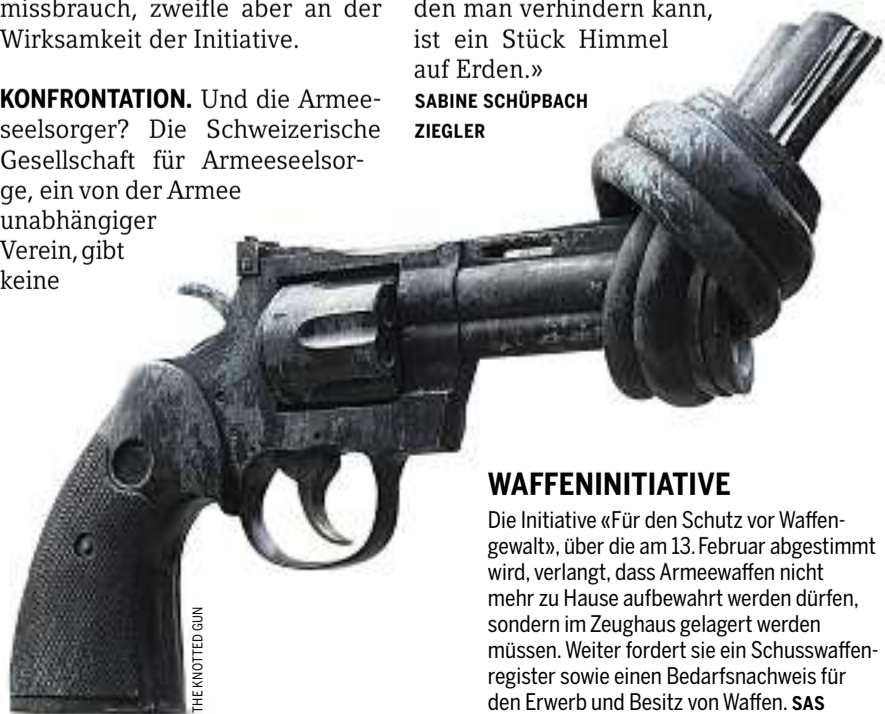 missbrauch, zweifle aber an der
Wirksamkeit der Initiative.
KONFRONTATION. Und die Armee-
seelsorger? Die Schweizerische
Gesellschaft für Armeeseelsor-
ge, ein von der Armee
unabhängiger
Verein, gibt
keine
den man verhindern kann,
ist ein Stück Himmel
auf Erden.»
SABINE SCHÜPBACH
ZIEGLER
THE KNOTTED GUN
WAFFENINITIATIVE
Die Initiative «Für den Schutz vor Waffen-
gewalt», über die am 13. Februar abgestimmt
wird, verlangt, dass Armeewaffen nicht
mehr zu Hause aufbewahrt werden dürfen,
sondern im Zeughaus gelagert werden
müssen. Weiter fordert sie ein Schusswaffen-
register sowie einen Bedarfsnachweis für
den Erwerb und Besitz von Waffen. SAS